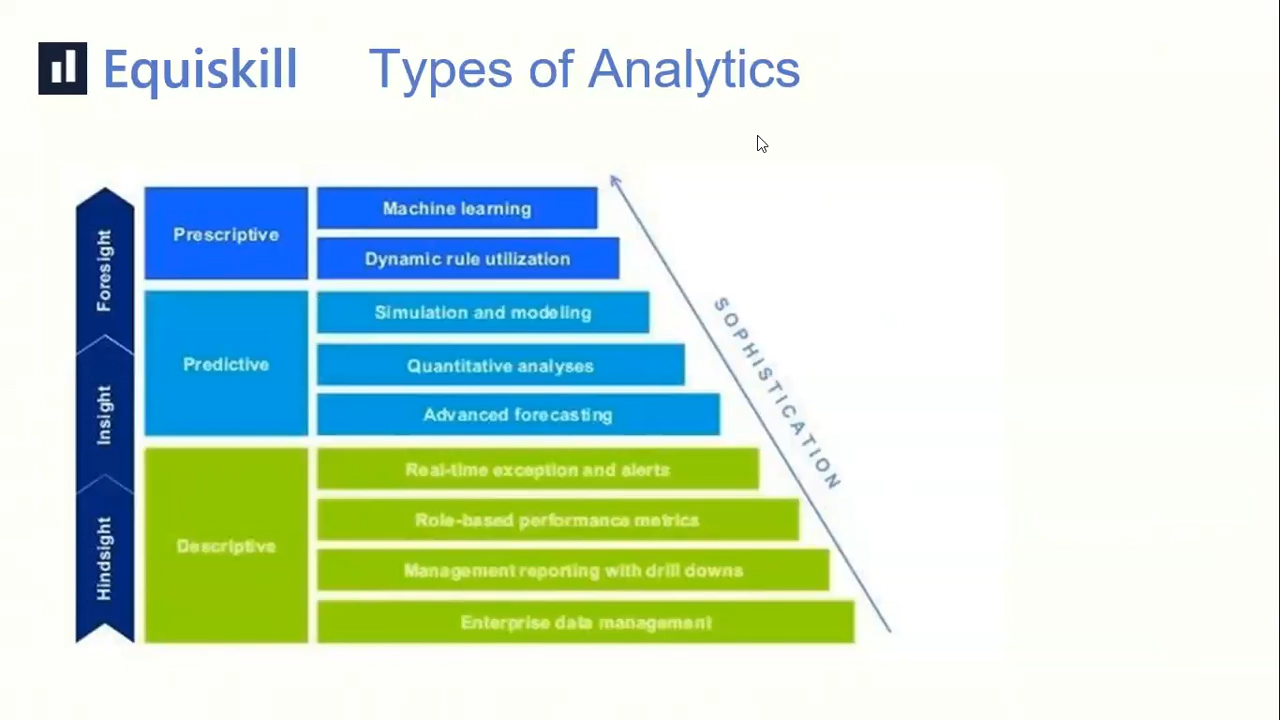 Equiskill
Types of Analytics
Foresight
Insight
Hindsight
Prescriptive
Machine learning
Dynamic rule utilization
Predictive
Simulation and modeling
Quantitative analyses
Advanced forecasting
Descriptive
Real-time exception and alerts
Role-based performance metrics
Management reporting with drill downs
Enterprise data management
SOPHISTICATION